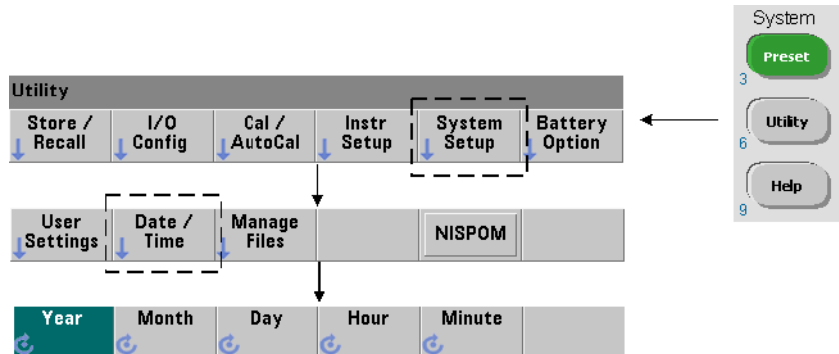 System
Preset
3
Utility
6
Help
9
Utility
Store /
Recall
I/O
Config
Cal /
AutoCal
Instr
Setup
System
Setup
Battery
Option
User
Settings
Date /
Time
Manage
Files
NISPOM
Year
Month
Day
Hour
Minute